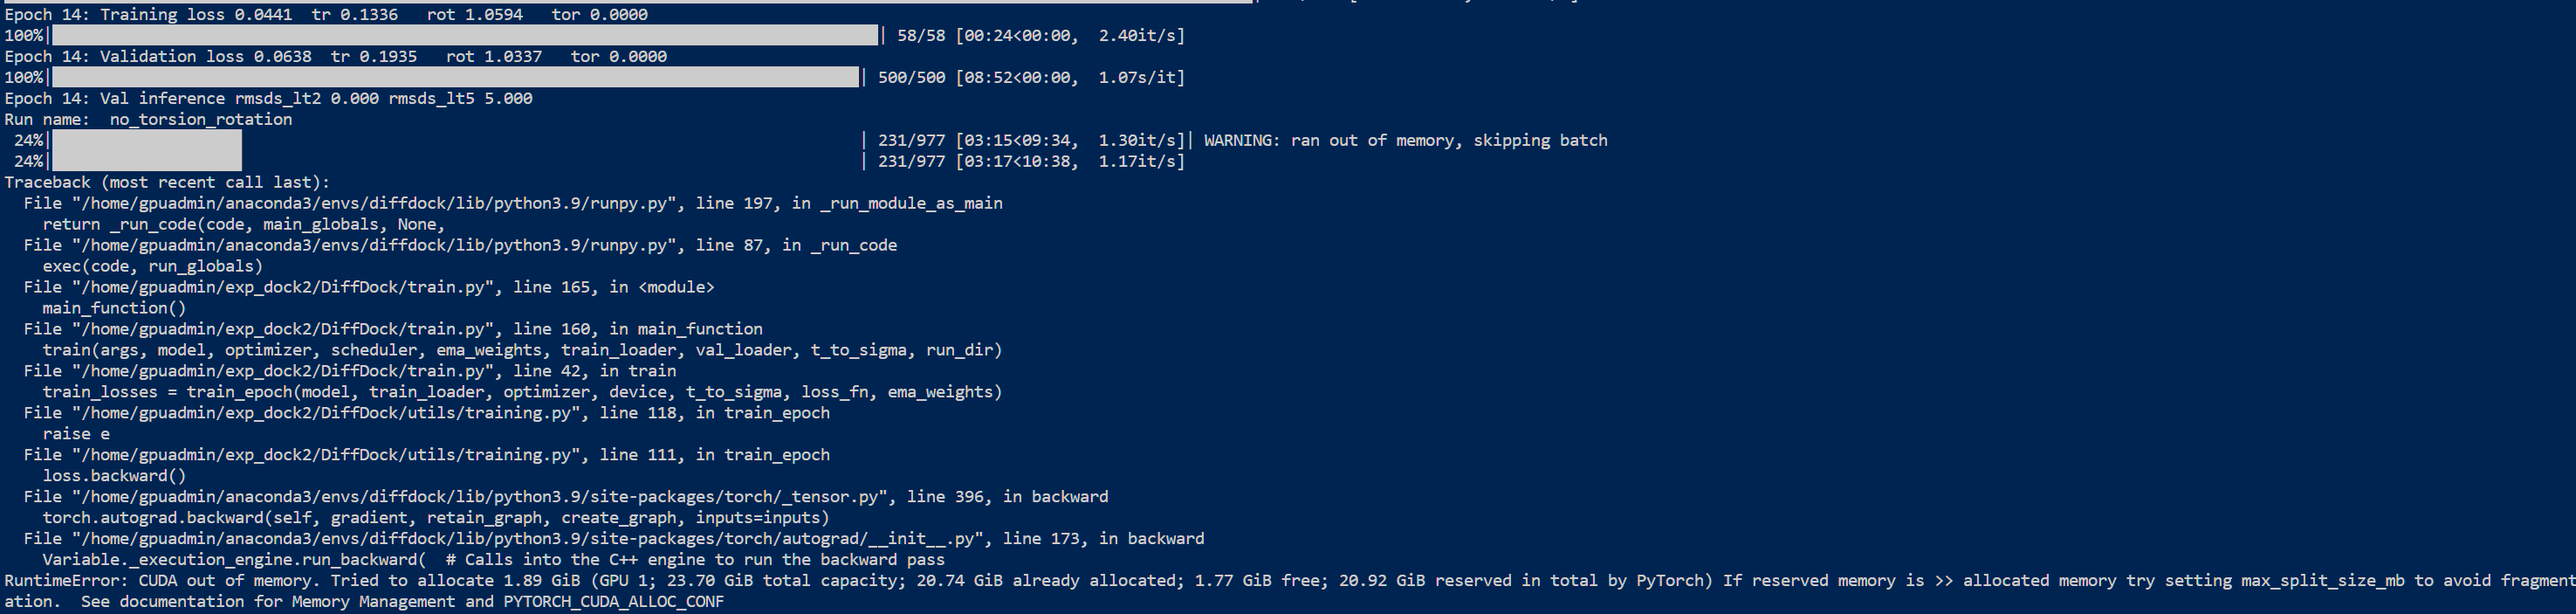 Epoch 14: Training loss 0.0441  tr 0.1336   rot 1.0594   tor 0.0000
100%| | 58/58 [00:24<00:00,  2.40it/s]
Epoch 14: Validation loss 0.0638  tr 0.1935   rot 1.0337   tor 0.0000
100%| | 500/500 [08:52<00:00,  1.07s/it]
Epoch 14: Val inference rmsds_lt2 0.000 rmsds_lt5 5.000
Run name:  no_torsion_rotation
 24%| | 231/977 [03:15<09:34,  1.30it/s]| WARNING: ran out of memory, skipping batch
 24%| | 231/977 [03:17<10:38,  1.17it/s]
Traceback (most recent call last):
  File "/home/gpuadmin/anaconda3/envs/diffdock/lib/python3.9/runpy.py", line 197, in _run_module_as_main
    return _run_code(code, main_globals, None,
  File "/home/gpuadmin/anaconda3/envs/diffdock/lib/python3.9/runpy.py", line 87, in _run_code
    exec(code, run_globals)
  File "/home/gpuadmin/exp_dock2/DiffDock/train.py", line 165, in <module>
    main_function()
  File "/home/gpuadmin/exp_dock2/DiffDock/train.py", line 160, in main_function
    train(args, model, optimizer, scheduler, ema_weights, train_loader, val_loader, t_to_sigma, run_dir)
  File "/home/gpuadmin/exp_dock2/DiffDock/train.py", line 42, in train
    train_losses = train_epoch(model, train_loader, optimizer, device, t_to_sigma, loss_fn, ema_weights)
  File "/home/gpuadmin/exp_dock2/DiffDock/utils/training.py", line 118, in train_epoch
    raise e
  File "/home/gpuadmin/exp_dock2/DiffDock/utils/training.py", line 111, in train_epoch
    loss.backward()
  File "/home/gpuadmin/anaconda3/envs/diffdock/lib/python3.9/site-packages/torch/_tensor.py", line 396, in backward
    torch.autograd.backward(self, gradient, retain_graph, create_graph, inputs=inputs)
  File "/home/gpuadmin/anaconda3/envs/diffdock/lib/python3.9/site-packages/torch/autograd/__init__.py", line 173, in backward
    Variable._execution_engine.run_backward(  # Calls into the C++ engine to run the backward pass
RuntimeError: CUDA out of memory. Tried to allocate 1.89 GiB (GPU 1; 23.70 GiB total capacity; 20.74 GiB already allocated; 1.77 GiB free; 20.92 GiB reserved in total by PyTorch) If reserved memory is >> allocated memory try setting max_split_size_mb to avoid fragment
ation.  See documentation for Memory Management and PYTORCH_CUDA_ALLOC_CONF